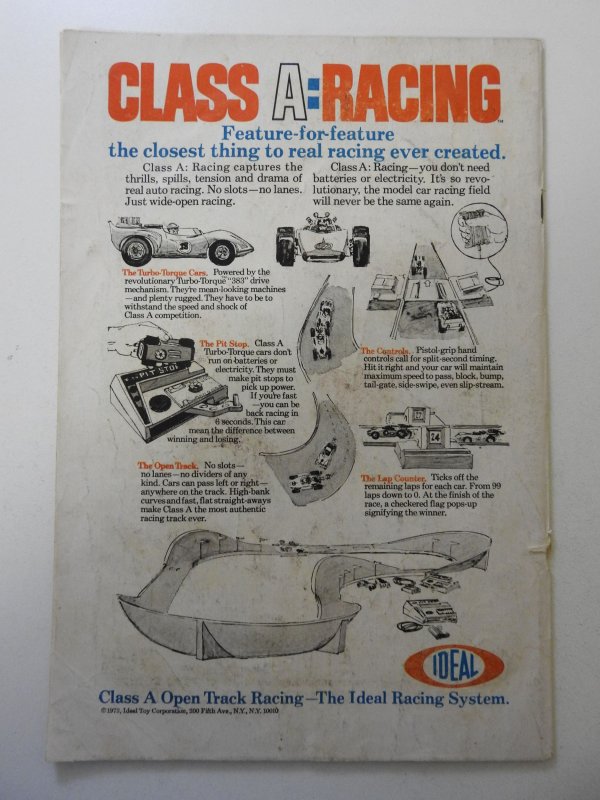 CLASS A:RACING™
Feature-for-feature
the closest thing to real racing ever created.
Class A: Racing captures the
thrills, spills, tension and drama of
real auto racing. No slots—no lanes.
Just wide-open racing.
Class A: Racing—you don't need
batteries or electricity. It's so revo-
lutionary, the model car racing field
will never be the same again.
The Turbo-Torque Cars. Powered by the
revolutionary Turbo-Torque "383" drive
mechanism. They're mean-looking machines
—and plenty rugged. They have to be to
withstand the speed and shock of
Class A competition.
The Pit Stop. Class A
Turbo-Torque cars don't
run on batteries or
electricity. They must
make pit stops to
pick up power.
If you're fast
—you can be
back racing in
6 seconds. This can
mean the difference between
winning and losing.
PIT STOP
The Controls. Pistol-grip hand
controls call for split-second timing.
Hit it right and your car will maintain
maximum speed to pass, block, bump,
tail-gate, side-swipe, even slip-stream.
The Open Track. No slots—
no lanes—no dividers of any
kind. Cars can pass left or right—
anywhere on the track. High-bank
curves and fast, flat straight-aways
make Class A the most authentic
racing track ever.
The Lap Counter. Ticks off the
remaining laps for each car. From 99
laps down to 0. At the finish of the
race, a checkered flag pops-up
signifying the winner.
IDEAL
Class A Open Track Racing—The Ideal Racing System.
©1973, Ideal Toy Corporation, 200 Fifth Ave., N.Y., N.Y. 10010